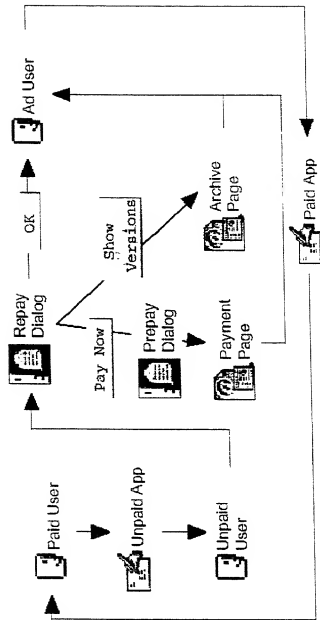 Paid User
Unpaid App
Unpaid
User
Repay
Dialog
OK
Ad User
Pay Now
Show
Versions
Prepay
Dialog
Payment
Page
Archive
Page
Paid App